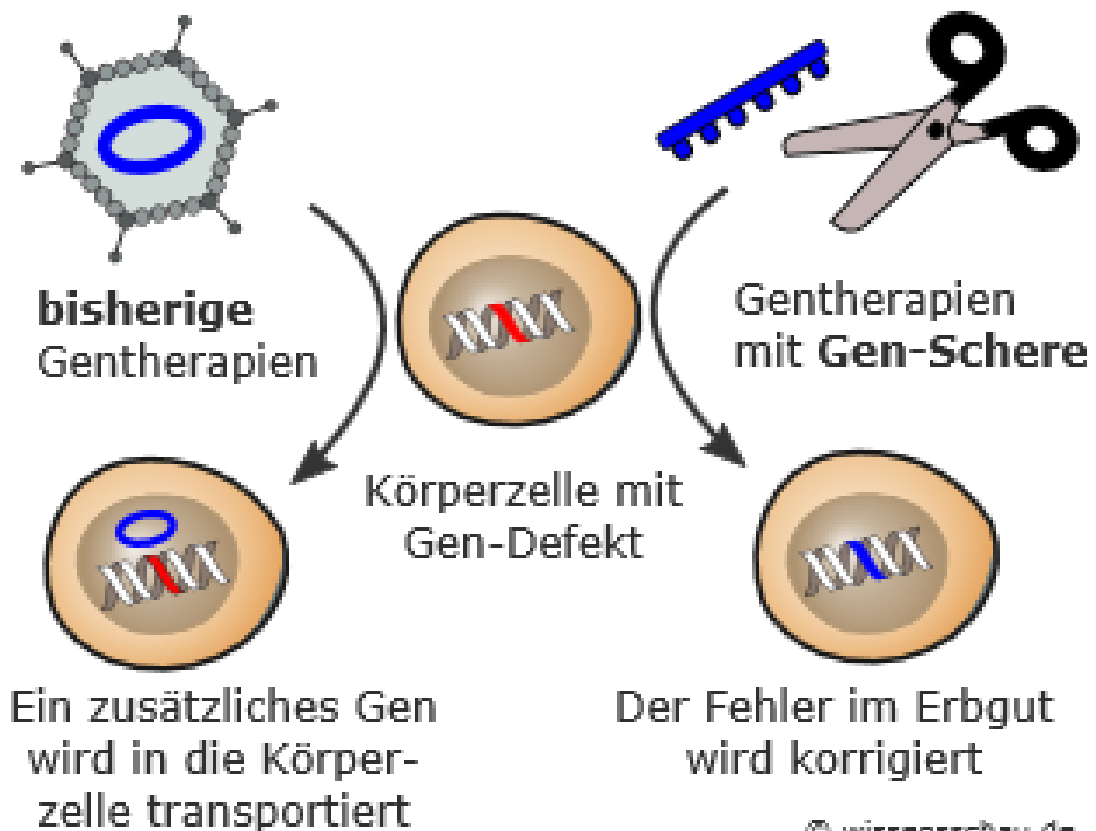 bisherige
Gentherapien
Gentherapien
mit Gen-Schere
Körperzelle mit
Gen-Defekt
Ein zusätzliches Gen
wird in die Körper-
zelle transportiert
Der Fehler im Erbgut
wird korrigiert
©